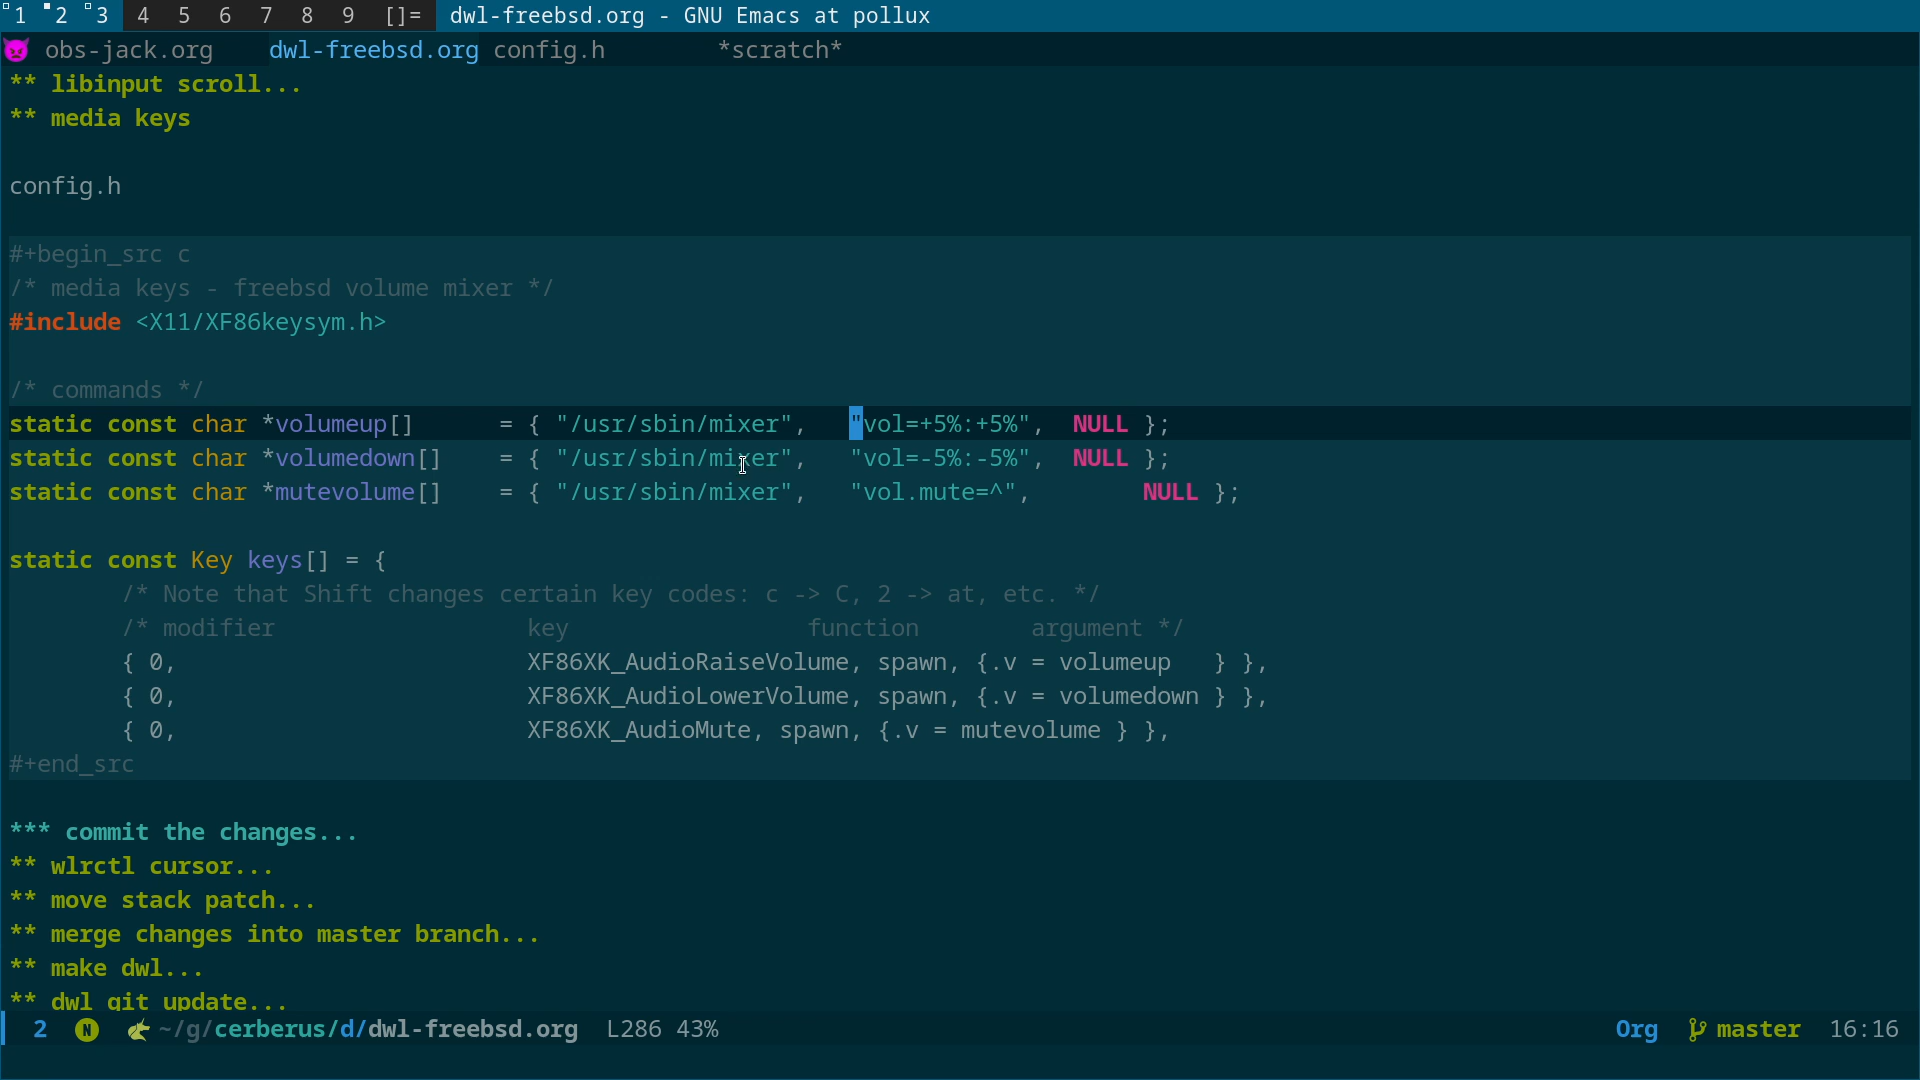 1 2 3 4 5 6 7 8 9 []= dwl-freebsd.org - GNU Emacs at pollux
obs-jack.org dwl-freebsd.org config.h *scratch*
** libinput scroll...
** media keys
config.h
#+begin_src c
/* media keys - freebsd volume mixer */
#include <X11/XF86keysym.h>
/* commands */
static const char *volumeup[] = { "/usr/sbin/mixer", "vol=+5%:+5%", NULL };
static const char *volumedown[] = { "/usr/sbin/mixer", "vol=-5%:-5%", NULL };
static const char *mutevolume[] = { "/usr/sbin/mixer", "vol.mute=^", NULL };
static const Key keys[] = {
/* Note that Shift changes certain key codes: c -> C, 2 -> at, etc. */
/* modifier key function argument */
{ 0, XF86XK_AudioRaiseVolume, spawn, {.v = volumeup } },
{ 0, XF86XK_AudioLowerVolume, spawn, {.v = volumedown } },
{ 0, XF86XK_AudioMute, spawn, {.v = mutevolume } },
#+end_src
*** commit the changes...
** wlrctl cursor...
** move stack patch...
** merge changes into master branch...
** make dwl...
** dwl git update...
2 N ~/g/cerberus/d/dwl-freebsd.org L286 43% Org master 16:16